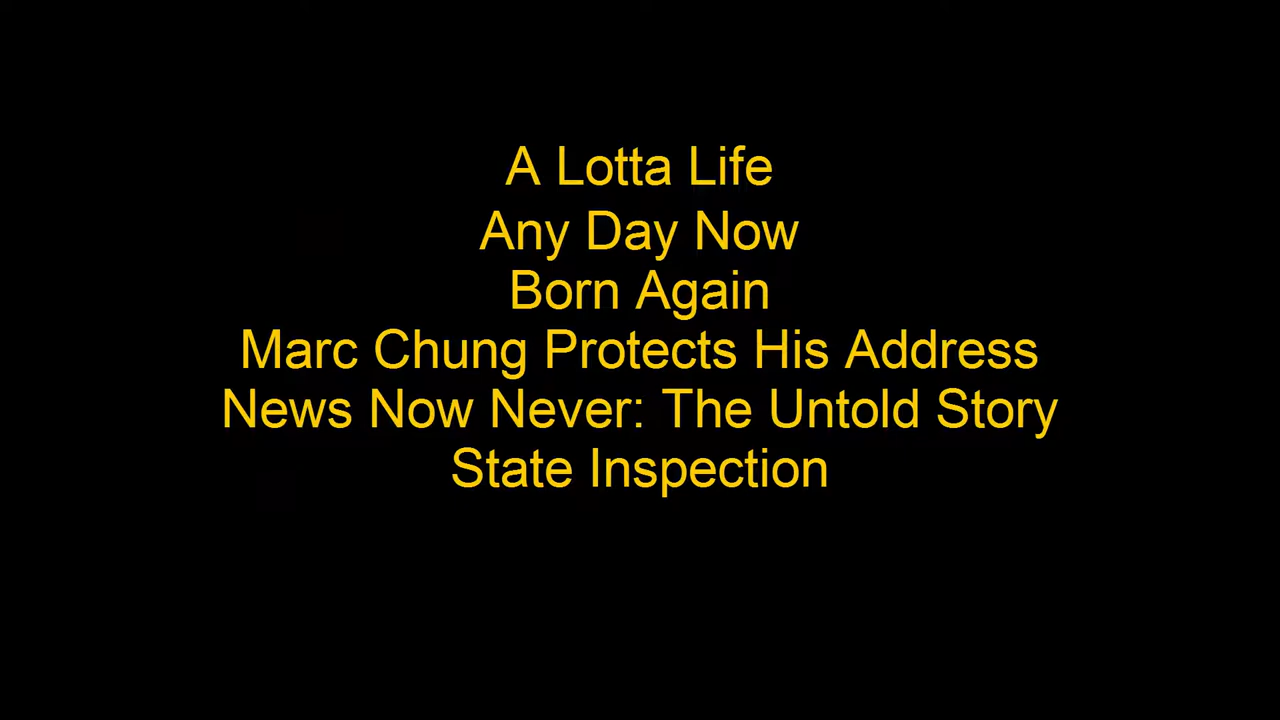 A Lotta Life
Any Day Now
Born Again
Marc Chung Protects His Address
News Now Never: The Untold Story
State Inspection